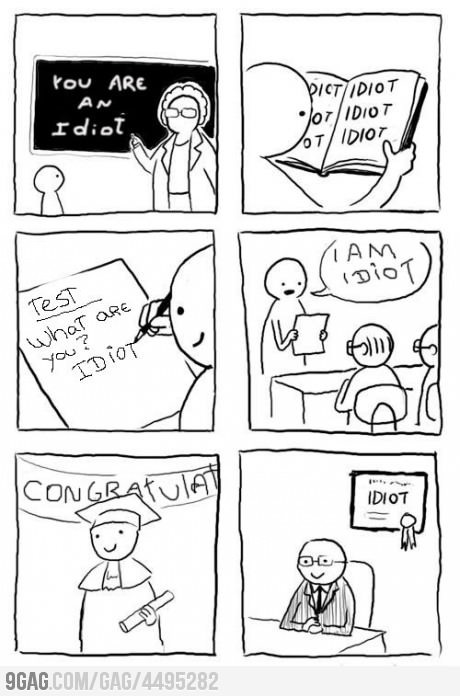 YOU ARE
AN
Idiot
DIOT IDIOT
OT IDIOT
OT IDIOT
TEST
WHAT ARE
YOU?
IDIOT
I AM
IDIOT
CONGRATULAT
IDIOT
9GAG.COM/GAG/4495282